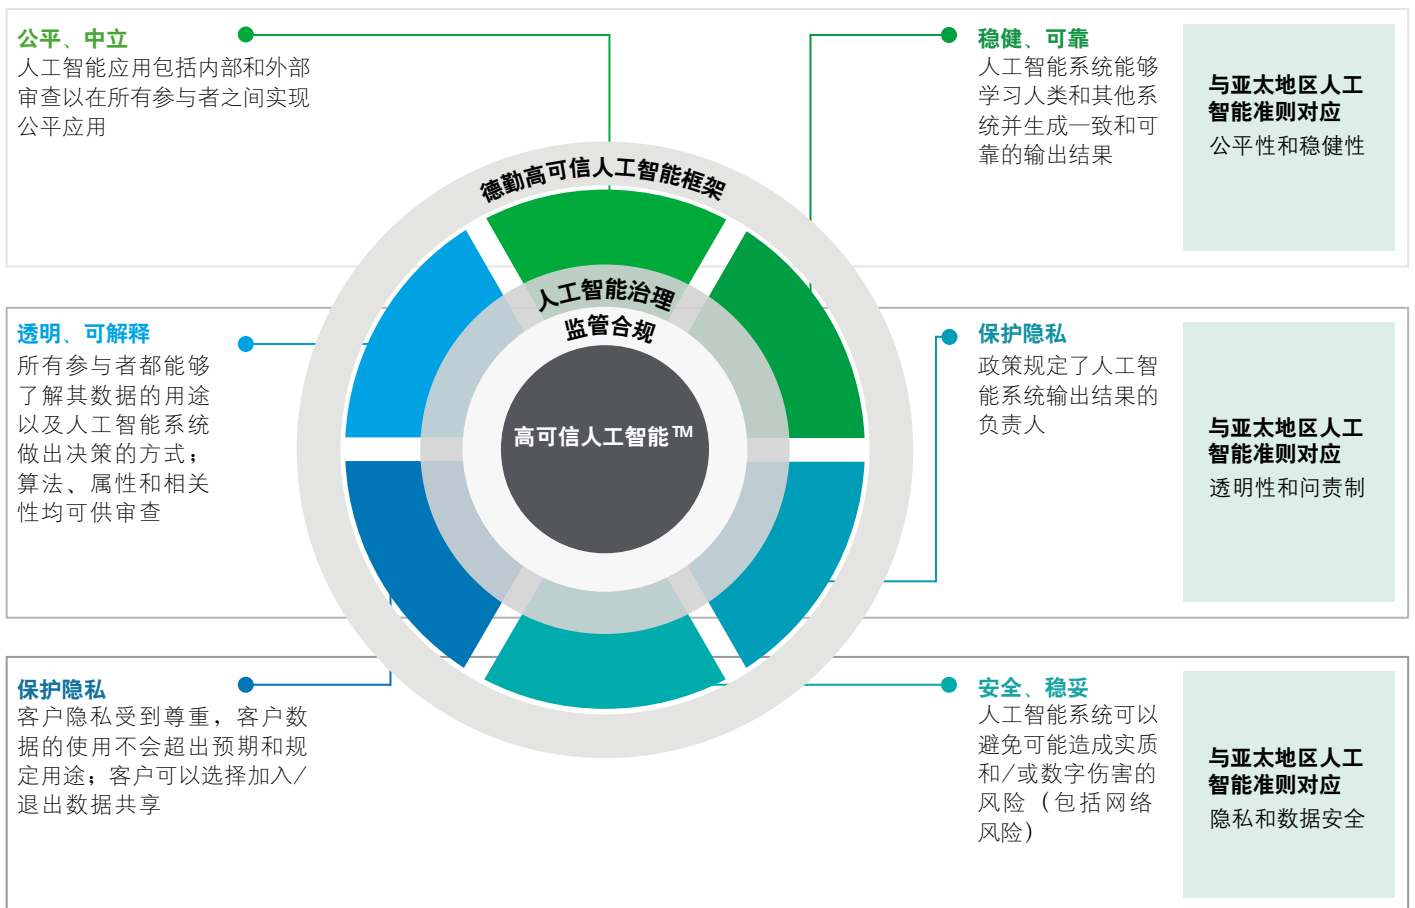 公平、中立
人工智能应用包括内部和外部
审查以在所有参与者之间实现
公平应用
稳健、可靠
人工智能系统能够
学习人类和其他系
统并生成一致和可
靠的输出结果
与亚太地区人工
智能准则对应
公平性和稳健性
德勤高可信人工智能框架
人工智能治理
监管合规
高可信人工智能™
透明、可解释
所有参与者都能够
了解其数据的用途
以及人工智能系统
做出决策的方式；
算法、属性和相关
性均可供审查
保护隐私
政策规定了人工智
能系统输出结果的
负责人
与亚太地区人工
智能准则对应
透明性和问责制
保护隐私
客户隐私受到尊重，客户数
据的使用不会超出预期和规
定用途；客户可以选择加入/
退出数据共享
安全、稳妥
人工智能系统可以
避免可能造成实质
和/或数字伤害的
风险（包括网络
风险）
与亚太地区人工
智能准则对应
隐私和数据安全